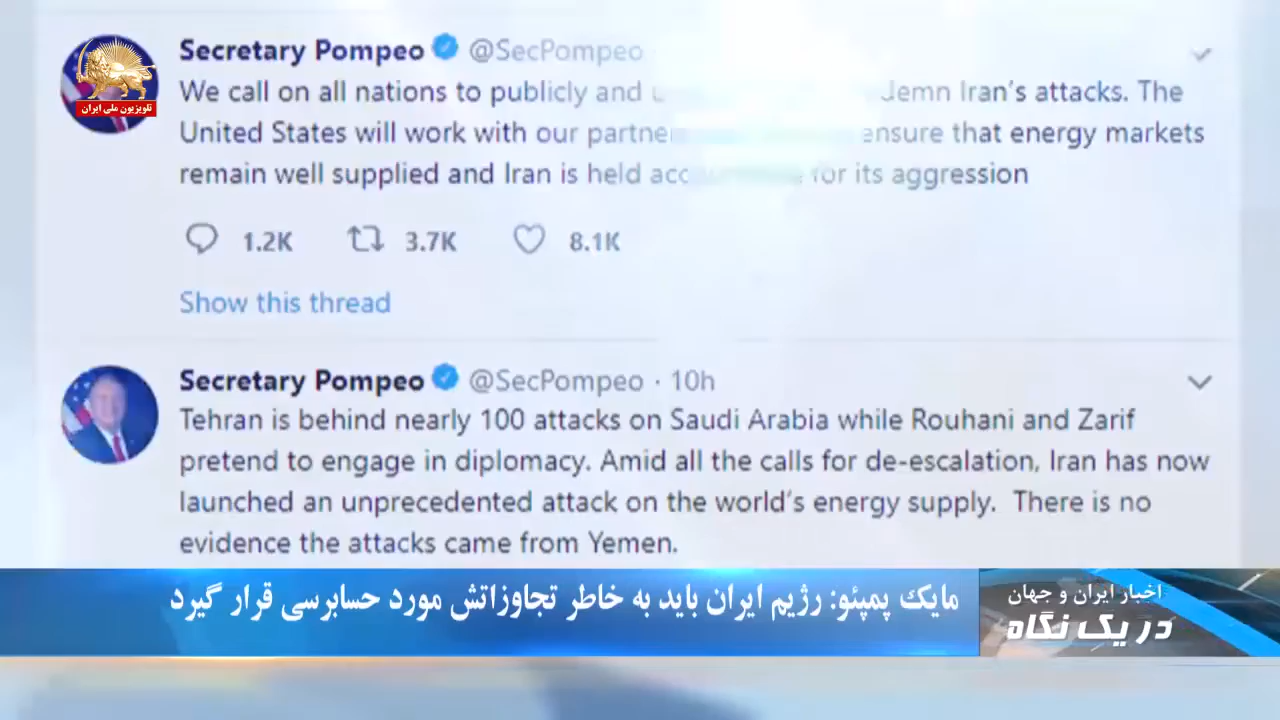 Secretary Pompeo @SecPompeo ·
We call on all nations to publicly and Iran's attacks. The
United States will work with our ensure that energy markets
remain well supplied and Iran is held for its aggression
1.2K 3.7K 8.1K
Show this thread
Secretary Pompeo @SecPompeo · 10h
Tehran is behind nearly 100 attacks on Saudi Arabia while Rouhani and Zarif
pretend to engage in diplomacy. Amid all the calls for de-escalation, Iran has now
launched an unprecedented attack on the world's energy supply. There is no
evidence the attacks came from Yemen.
تلویزیون ملی ایران
اخبار ایران و جهان
در یک نگاه
مایک پمپئو: رژیم ایران باید به خاطر تجاوزاتش مورد حسابرسی قرار گیرد